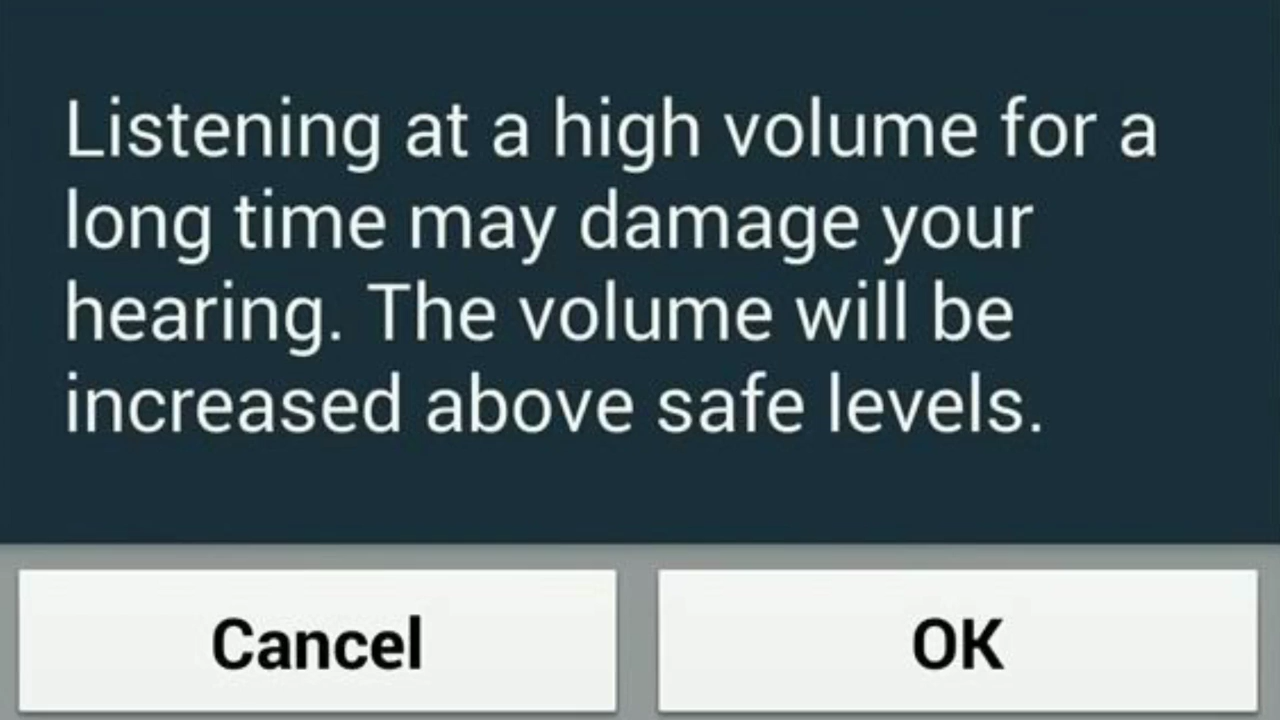 Listening at a high volume for a
long time may damage your
hearing. The volume will be
increased above safe levels.
Cancel
OK